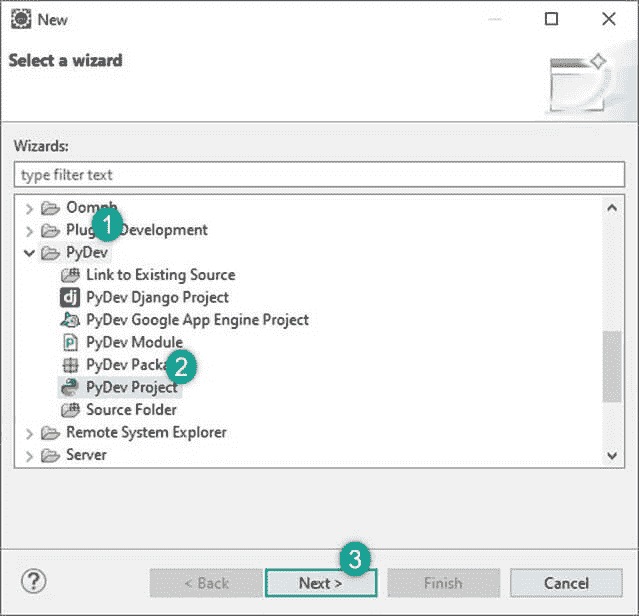 New
Select a wizard
Wizards:
type filter text
Oomph
1
Plug Development
PyDev
Link to Existing Source
dj PyDev Django Project
PyDev Google App Engine Project
P PyDev Module
PyDev Packa
2
PyDev Project
Source Folder
Remote System Explorer
Server
3
? < Back Next > Finish Cancel